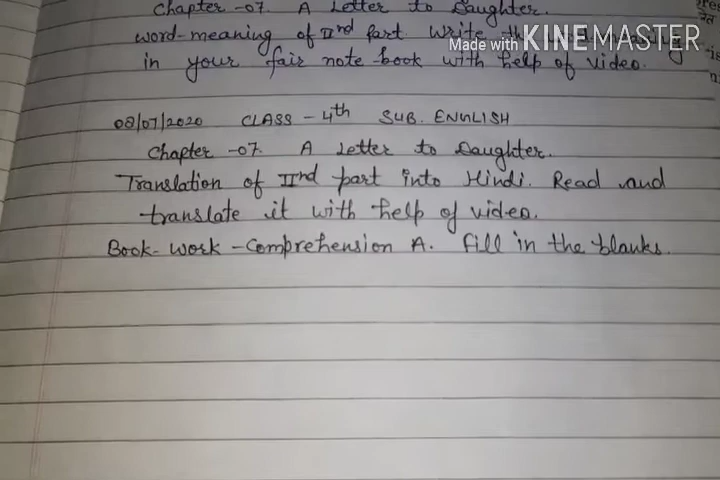 Chapter -07. A Letter to Daughter.
word-meaning of IInd part. Write the
in your fair note book with help of video.
Made with KINEMASTER
08/07/2020 CLASS - 4th SUB. ENGLISH
Chapter -07. A Letter to Daughter.
Translation of IInd part into Hindi. Read and
translate it with help of video.
Book-work - Comprehension A. fill in the blanks.